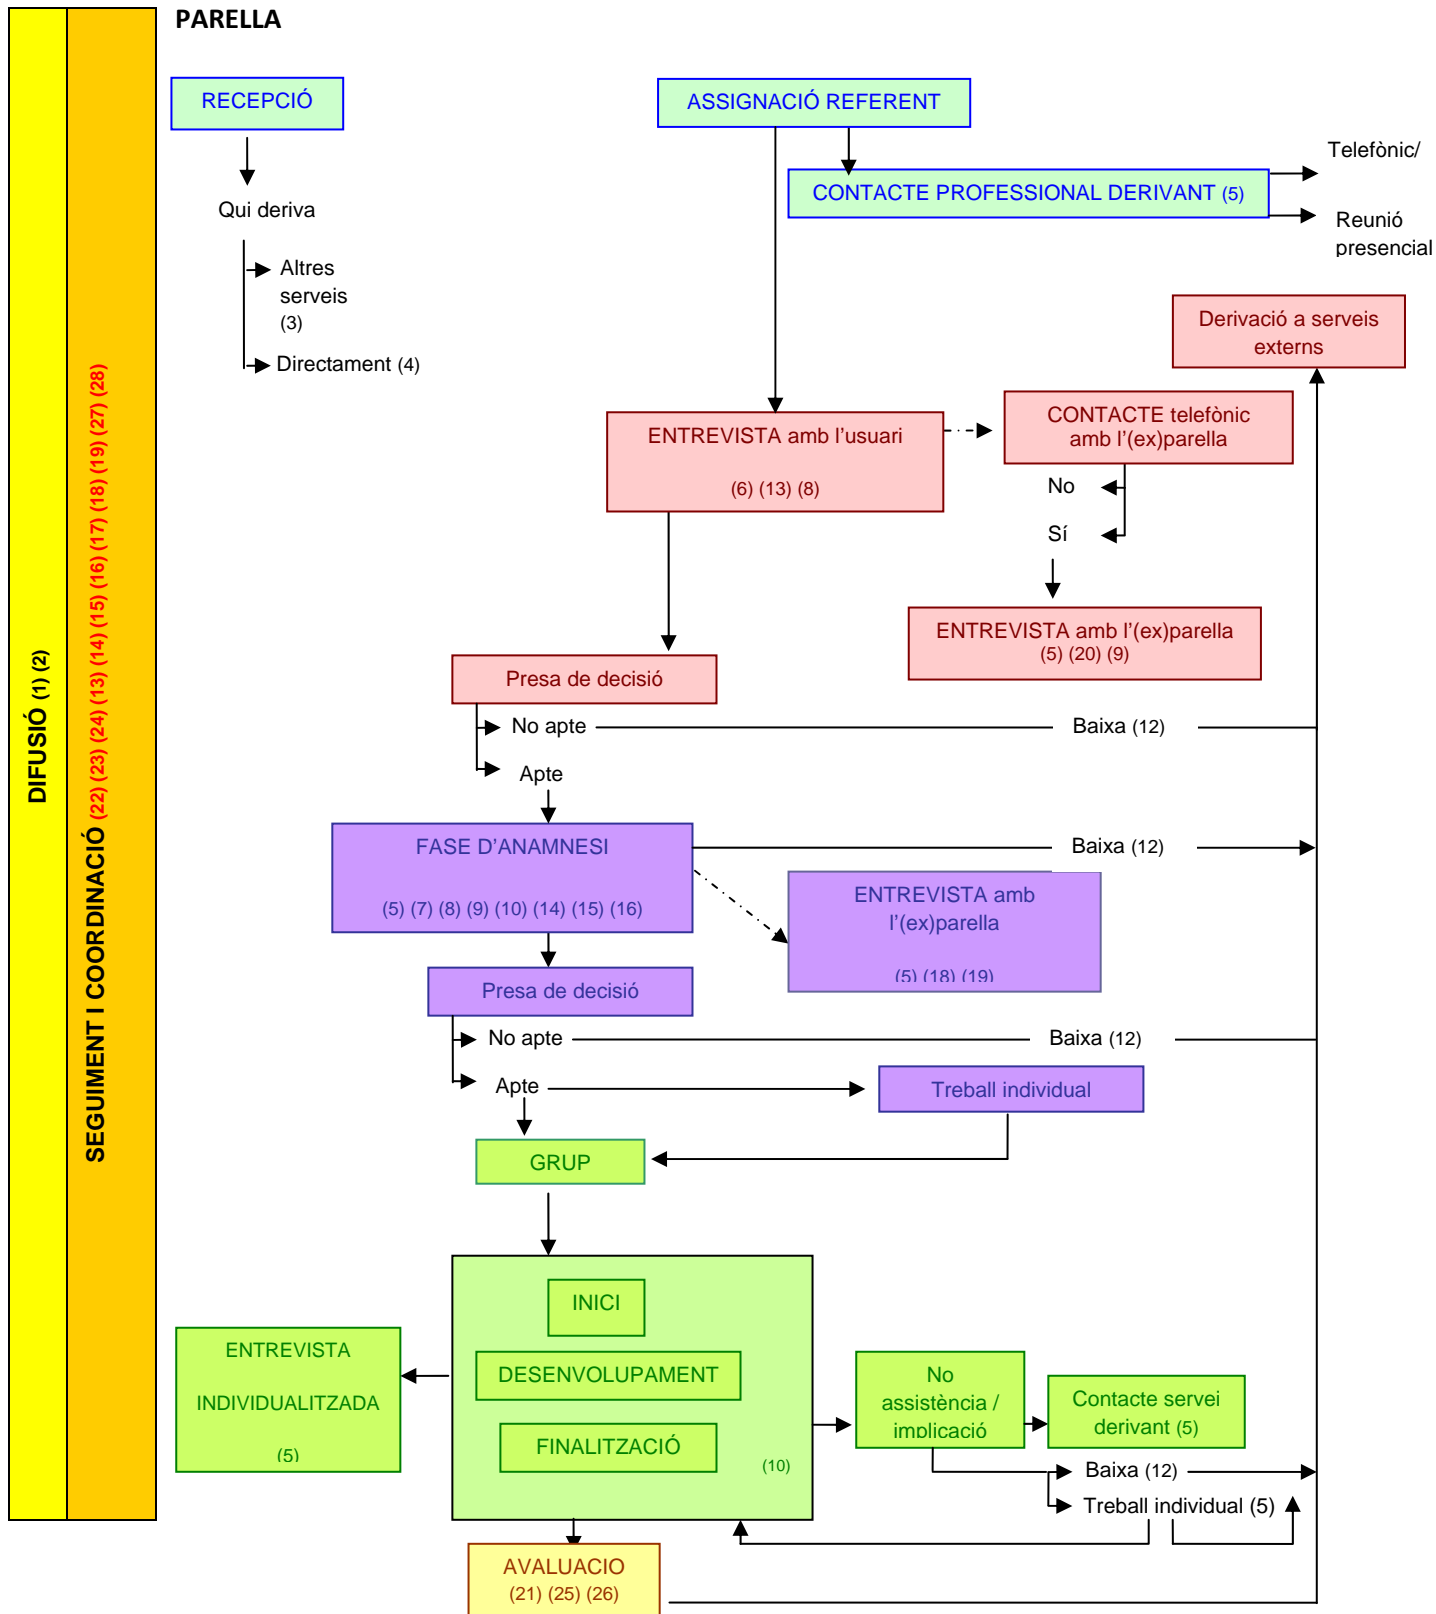 PARELLA
DIFUSIÓ (1) (2)
SEGUIMENT I COORDINACIÓ (22) (23) (24) (13) (14) (15) (16) (17) (18) (19) (27) (28)
RECEPCIÓ
ASSIGNACIÓ REFERENT
Telefònic/
CONTACTE PROFESSIONAL DERIVANT (5)
Qui deriva
Reunió
presencial
Altres
serveis
(3)
Directament (4)
Derivació a serveis
externs
ENTREVISTA amb l’usuari
(6) (13) (8)
CONTACTE telefònic
amb l’(ex)parella
No
Sí
ENTREVISTA amb l’(ex)parella
(5) (20) (9)
Presa de decisió
No apte
Baixa (12)
Apte
FASE D’ANAMNESI
(5) (7) (8) (9) (10) (14) (15) (16)
Baixa (12)
ENTREVISTA amb
l’(ex)parella
(5) (18) (19)
Presa de decisió
No apte
Baixa (12)
Apte
Treball individual
GRUP
INICI
DESENVOLUPAMENT
FINALITZACIÓ
(10)
ENTREVISTA
INDIVIDUALITZADA
(5)
No
assistència /
implicació
Contacte servei
derivant (5)
Baixa (12)
Treball individual (5)
AVALUACIO
(21) (25) (26)